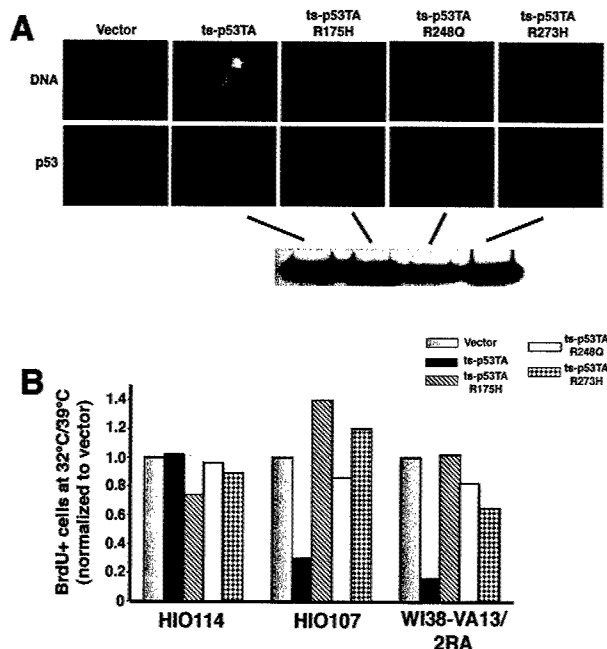 A
Vector
ts-p53TA
ts-p53TA
R175H
ts-p53TA
R248Q
ts-p53TA
R273H
DNA
p53
B
Vector
ts-p53TA
ts-p53TA
R175H
ts-p53TA
R248Q
ts-p53TA
R273H
BrdU+ cells at 32°C/39°C
(normalized to vector)
1.4
1.2
1.0
0.8
0.6
0.4
0.2
0
HIO114
HIO107
WI38-VA13/
2RA